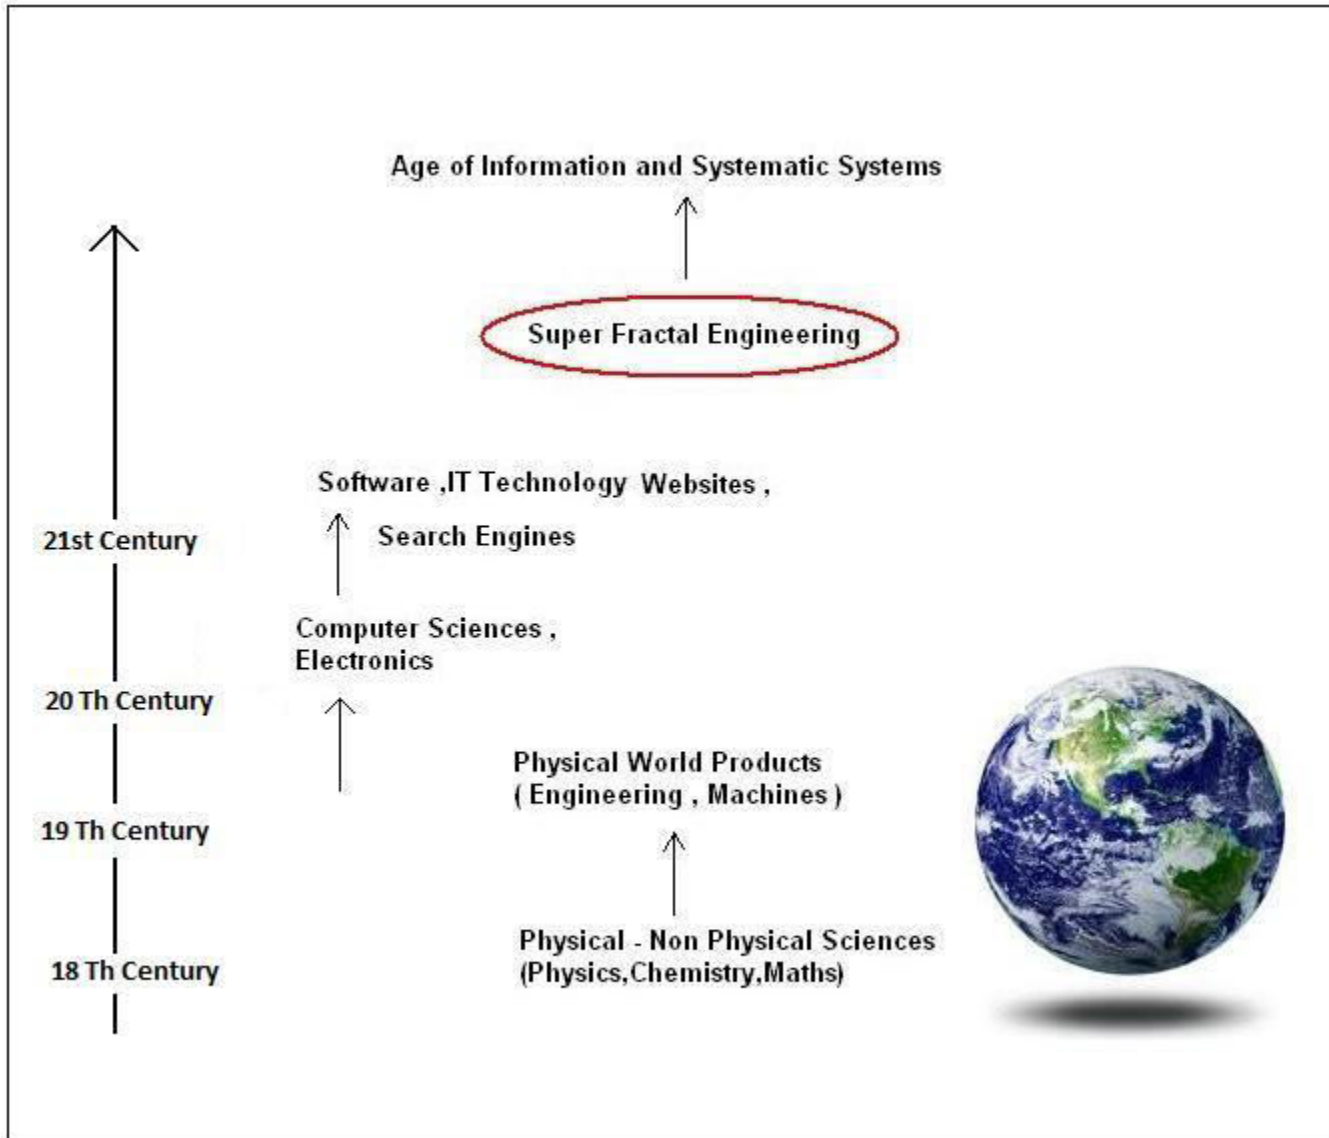 Age of Information and Systematic Systems
Super Fractal Engineering
Software ,IT Technology Websites ,
Search Engines
21st Century
Computer Sciences ,
Electronics
20 Th Century
Physical World Products
( Engineering , Machines )
19 Th Century
Physical - Non Physical Sciences
(Physics,Chemistry,Maths)
18 Th Century